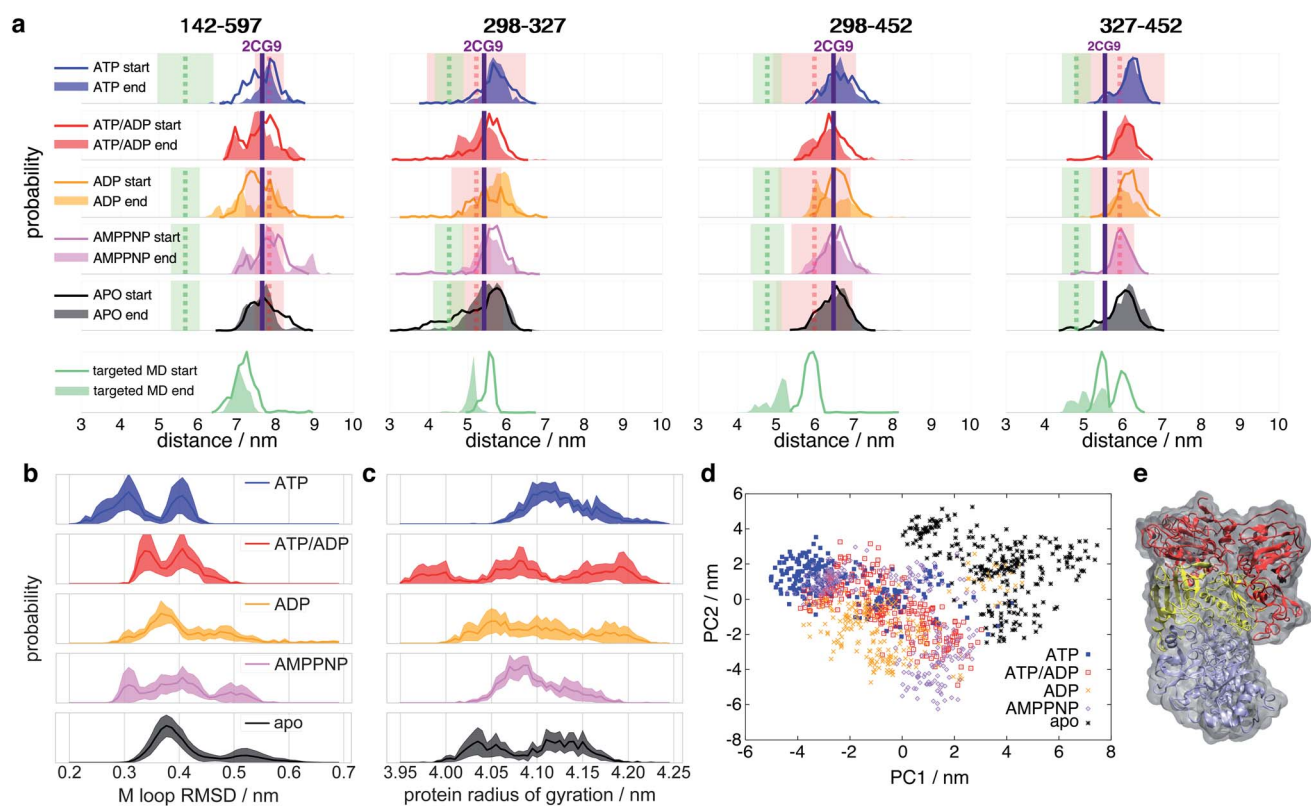 a
142-597 298-327 298-452 327-452
2CG9 2CG9 2CG9 2CG9
ATP start
ATP end
ATP/ADP start
ATP/ADP end
ADP start
ADP end
AMPPNP start
AMPPNP end
APO start
APO end
targeted MD start
targeted MD end
probability
3 4 5 6 7 8 9 10 3 4 5 6 7 8 9 10 3 4 5 6 7 8 9 10 3 4 5 6 7 8 9 10
distance / nm distance / nm distance / nm distance / nm
b
ATP
ATP/ADP
ADP
AMPPNP
apo
probability
0.2 0.3 0.4 0.5 0.6 0.7
M loop RMSD / nm
c
3.95 4.00 4.05 4.10 4.15 4.20 4.25
protein radius of gyration / nm
d
6
4
2
0
-2
-4
-6
-8
PC2 / nm
ATP
ATP/ADP
ADP
AMPPNP
apo
-6 -4 -2 0 2 4 6 8
PC1 / nm
e